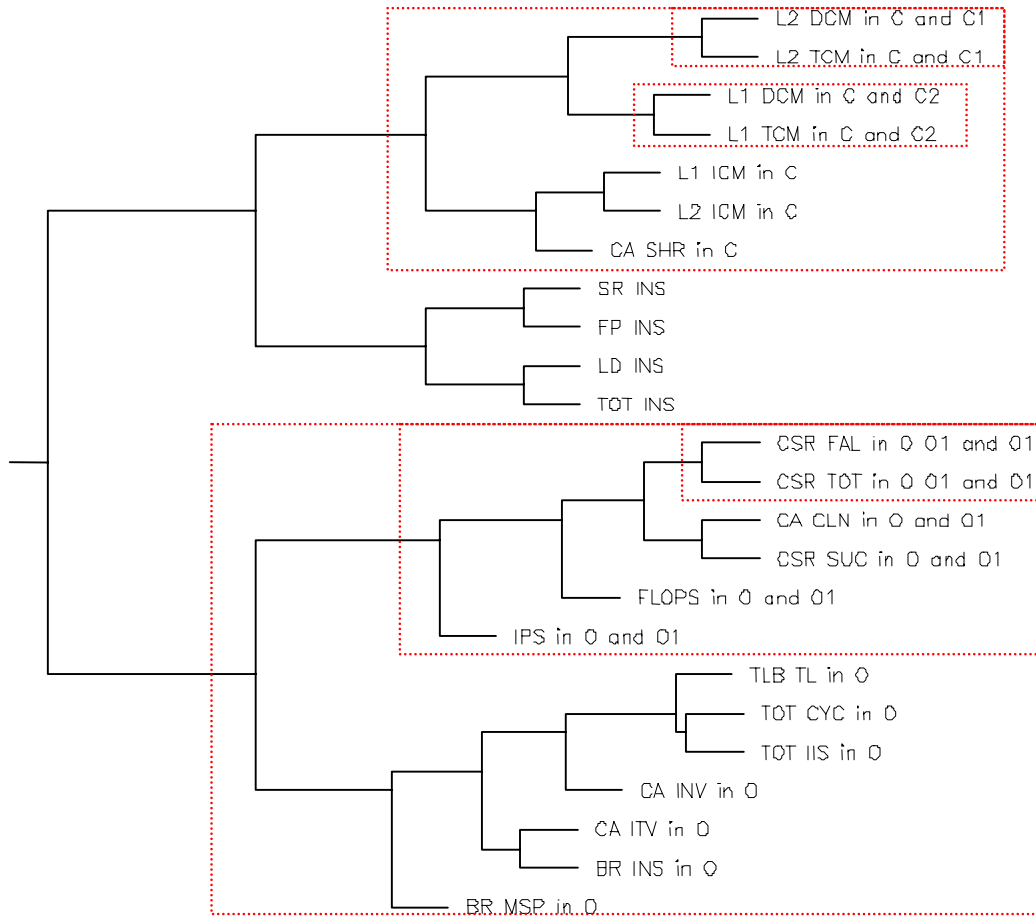 L2 DCM in C and C1
L2 TCM in C and C1
L1 DCM in C and C2
L1 TCM in C and C2
L1 ICM in C
L2 ICM in C
CA SHR in C
SR INS
FP INS
LD INS
TOT INS
CSR FAL in O O1 and O1
CSR TOT in O O1 and O1
CA CLN in O and O1
CSR SUC in O and O1
FLOPS in O and O1
IPS in O and O1
TLB TL in O
TOT CYC in O
TOT IIS in O
CA INV in O
CA ITV in O
BR INS in O
BR MSP in O